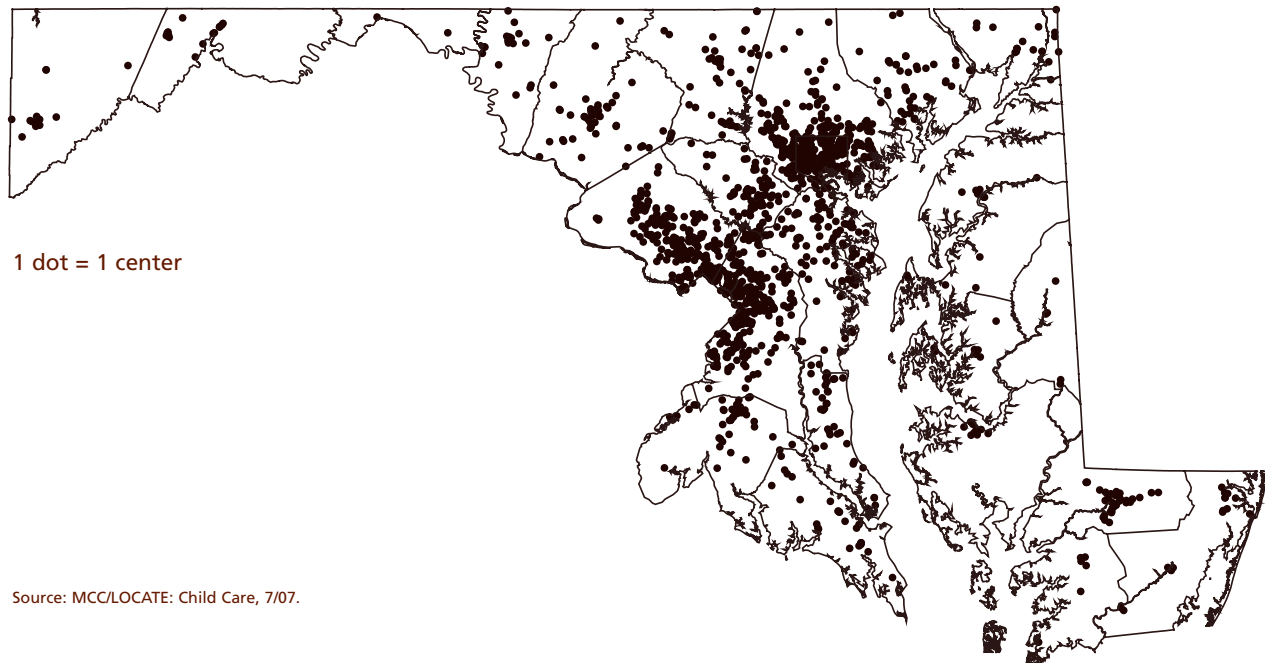 1 dot = 1 center
Source: MCC/LOCATE: Child Care, 7/07.